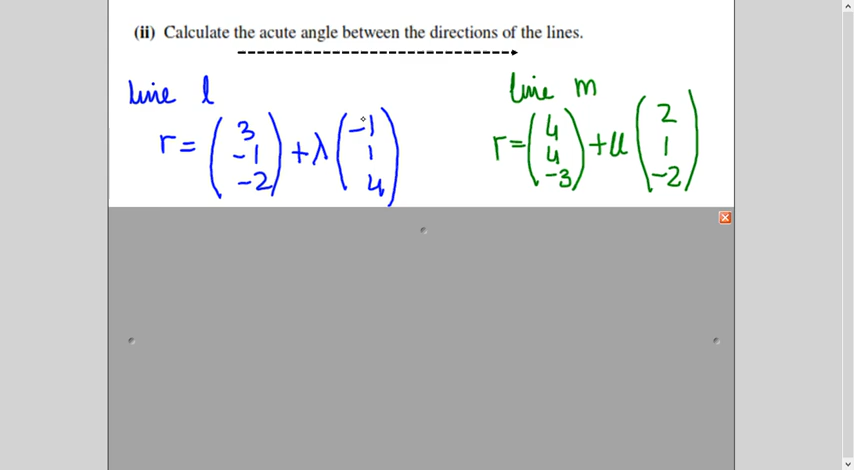 (ii) Calculate the acute angle between the directions of the lines.
line l
r = (3 -1 -2) + λ (-1 1 4)
line m
r = (4 4 -3) + μ (2 1 -2)